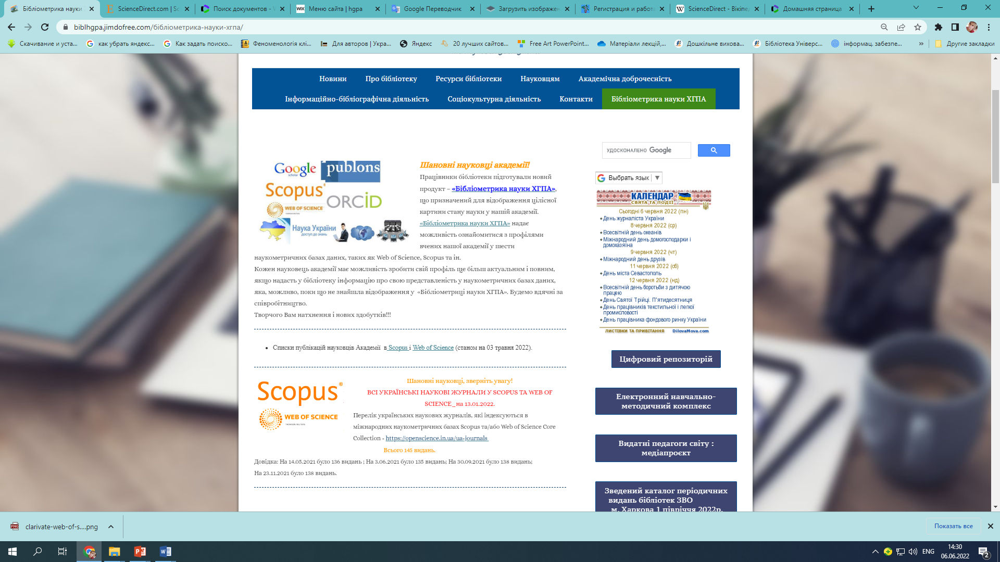 Бібліометрика науки
ScienceDirect.com | Sc
Поиск документов - W
Меню сайта | hgpa
Google Переводчик
Загрузить изображен
Регистрация и работа
ScienceDirect - Вікіпед
Домашняя страница
biblhgpa.jimdofree.com/бібліометрика-науки-хгпа/
Скачивание и уста...
как убрать яндекс...
Как задать поиско...
Феноменологія клі...
Для авторов | Укра...
Яндекс
20 лучших сайтов...
Free Art PowerPoint...
Матеріали лекцій,...
Дошкільне вихова...
Бібліотека Універс...
інформац. забезпе...
»
Другие закладки
Новини Про бібліотеку Ресурси бібліотеки Науковцям Академічна доброчесність
Інформаційно-бібліографічна діяльність Соціокультурна діяльність Контакти Бібліометрика науки ХГПА
Google
scholar
publons
Scopus®
ORCID
WEB OF SCIENCE
Наука України
доступ до знань
Шановні науковці академії!
Працівники бібліотеки підготували новий
продукт – «Бібліометрика науки ХГПА»,
що призначений для відображення цілісної
картини стану науки у нашій академії.
«Бібліометрика науки ХГПА» надає
можливість ознайомитися з профілями
вчених нашої академії у шести
наукометричних базах даних, таких як Web of Science, Scopus та ін.
Кожен науковець академії має можливість зробити свій профіль ще більш актуальним і повним,
якщо надасть у бібліотеку інформацію про свою представленість у наукометричних базах даних,
яка, можливо, поки що не знайшла відображення у «Бібліометриці науки ХГПА». Будемо вдячні за
співробітництво.
Творчого Вам натхнення і нових здобутків!!!
• Списки публікацій науковців Академії в Scopus і Web of Science (станом на 03 травня 2022).
Scopus®
WEB OF SCIENCE
THOMSON REUTERS
Шановні науковці, зверніть увагу!
ВСІ УКРАЇНСЬКІ НАУКОВІ ЖУРНАЛИ У SCOPUS ТА WEB OF
SCIENCE_на 13.01.2022.
Перелік українських наукових журналів, які індексуються в
міжнародних наукометричних базах Scopus та/або Web of Science Core
Collection - https://openscience.in.ua/ua-journals
Всього 145 видань.
Довідка: На 14.05.2021 було 136 видань ; На 3.06.2021 було 135 видань; На 30.09.2021 було 138 видань;
На 23.11.2021 було 138 видань.
УДОСКОНАЛЕНО Google
Выбрать язык ▼
КАЛЕНДАР
СВЯТА ТА ПОДІЇ
Сьогодні 6 червня 2022 (пн)
День журналіста України
8 червня 2022 (ср)
Всесвітній день океанів
Міжнародний день домогосподарки і
домохазяїна
9 червня 2022 (чт)
Міжнародний день друзів
11 червня 2022 (сб)
День міста Севастополь
12 червня 2022 (нд)
Всесвітній день боротьби з дитячою
працею
День Святої Трійці. П'ятидесятниця
День працівників текстильної і легкої
промисловості
День працівника фондового ринку України
ЛИСТІВКИ ТА ПРИВІТАННЯ DilovaMova.com
Цифровий репозиторій
Електронний навчально-
методичний комплекс
Видатні педагоги світу :
медіапроєкт
Зведений каталог періодичних
видань бібліотек ЗВО
м. Харкова 1 півріччя 2022р.
clarivate-web-of-s....png
Показать все
ENG
14:30
06.06.2022
2